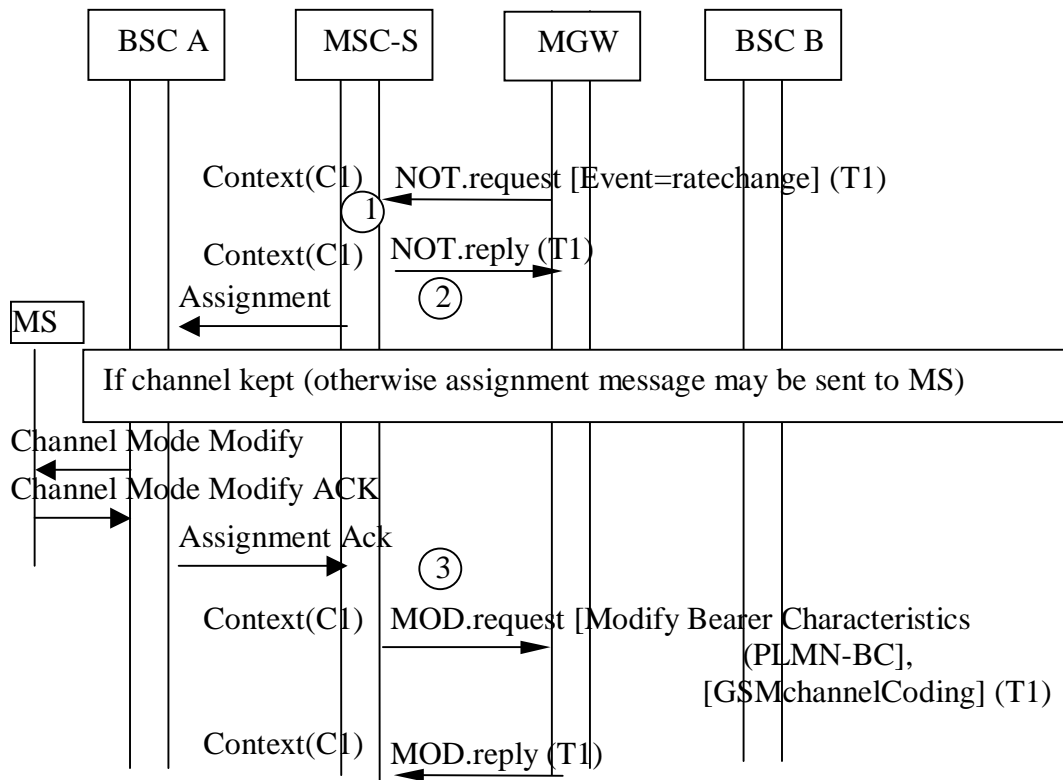 BSC A MSC-S MGW BSC B
Context(C1) NOT.request [Event=ratechange] (T1)
1
Context(C1) NOT.reply (T1)
2
Assignment
MS
If channel kept (otherwise assignment message may be sent to MS)
Channel Mode Modify
Channel Mode Modify ACK
Assignment Ack
3
Context(C1) MOD.request [Modify Bearer Characteristics
(PLMN-BC],
[GSMchannelCoding] (T1)
Context(C1) MOD.reply (T1)